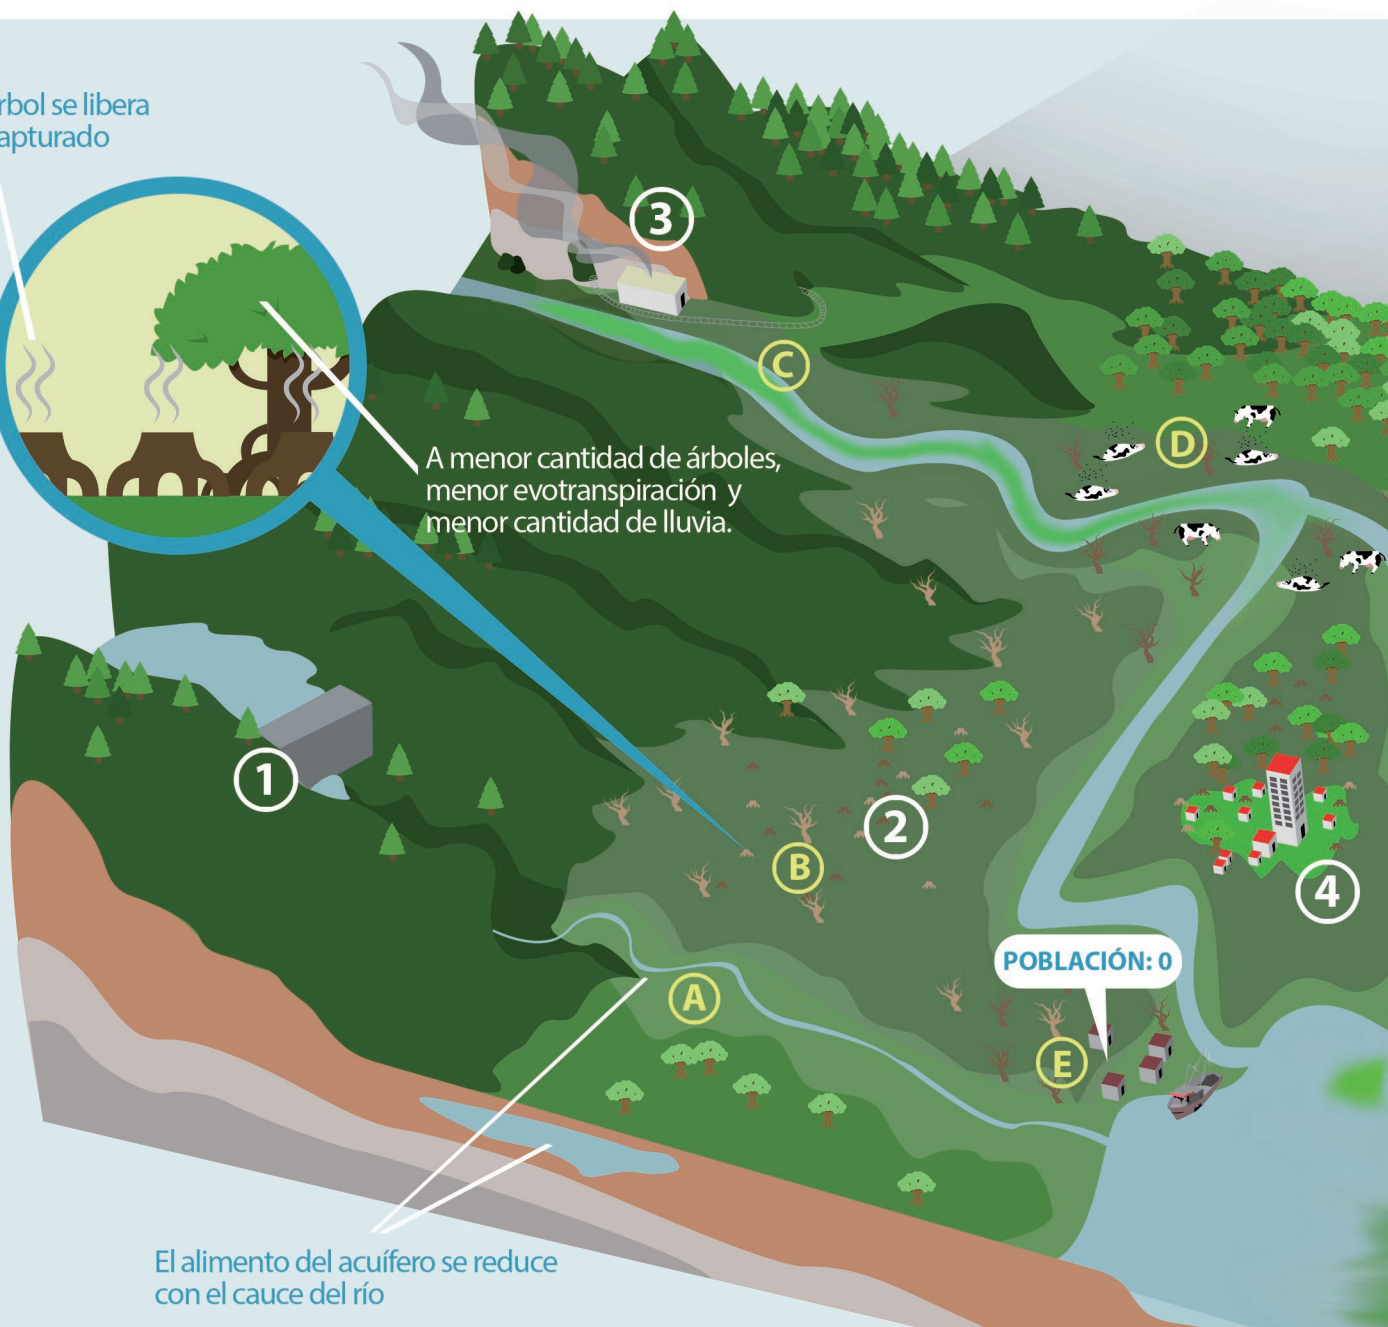 rbol se libera
apturado
3
C
D
A menor cantidad de árboles,
menor evotranspiración y
menor cantidad de lluvia.
1
2
B
4
POBLACIÓN: 0
A
E
El alimento del acuífero se reduce
con el cauce del río